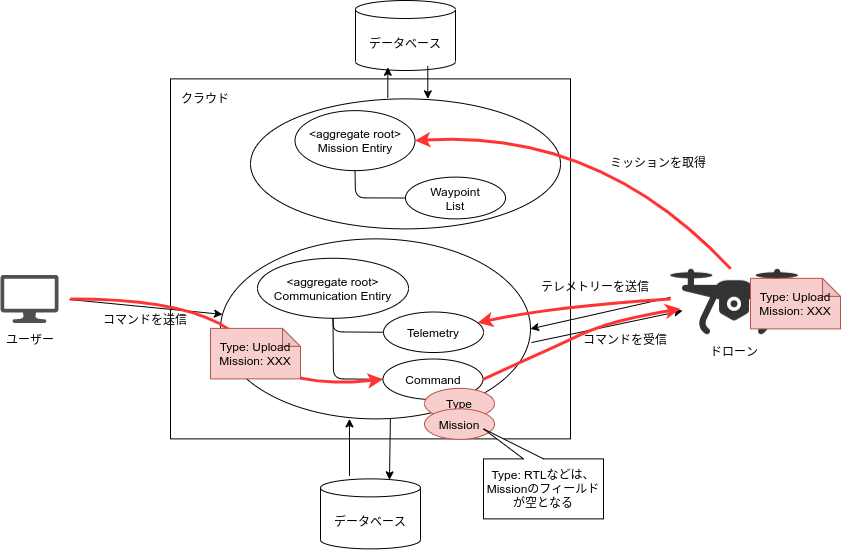 データベース
クラウド
<aggregate root>
Mission Entry
Waypoint
List
ミッションを取得
<aggregate root>
Communication Entry
Telemetry
Command
Type
Mission
ユーザー
コマンドを送信
Type: Upload
Mission: XXX
テレメトリーを送信
コマンドを受信
Type: Upload
Mission: XXX
ドローン
Type: RTLなどは、
Missionのフィールド
が空となる
データベース